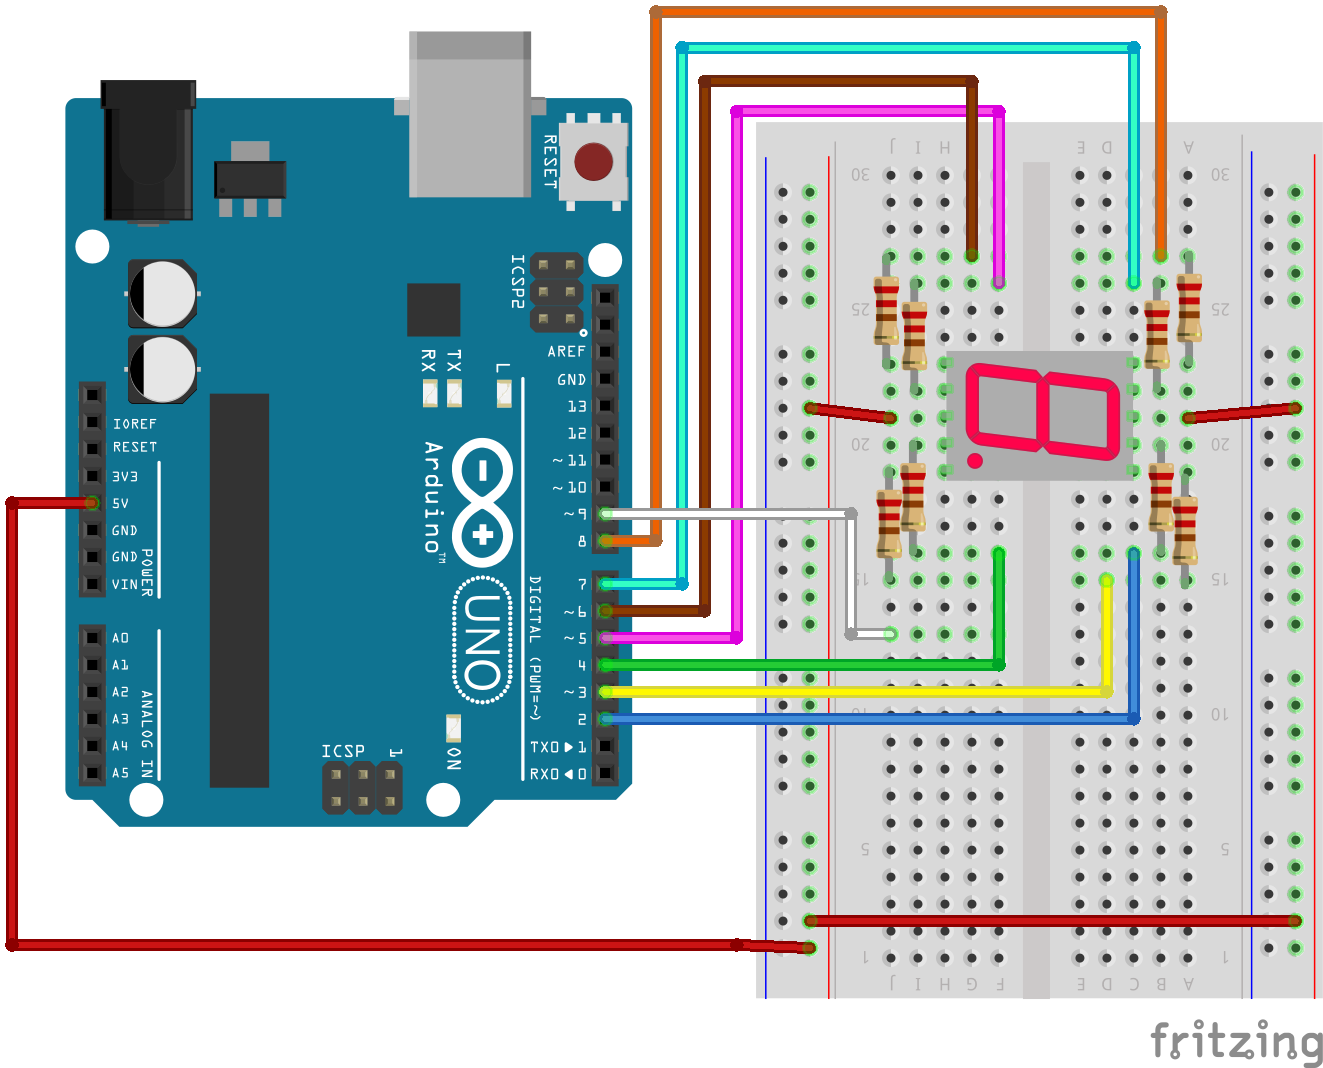 RESET
ICSP2
AREF
GND
13
12
~11
~10
~9
8
7
~6
~5
4
~3
2
TX0▶1
RX0◀0
DIGITAL (PWM=~)
RX
TX
L
Arduino™
UNO
ON
ICSP
1
IOREF
RESET
3V3
5V
GND
GND
VIN
POWER
A0
A1
A2
A3
A4
A5
ANALOG IN
J I H E D A
30 30
25 25
20 20
15 15
10 10
5 5
1 1
J I H G F E D C B A
fritzing